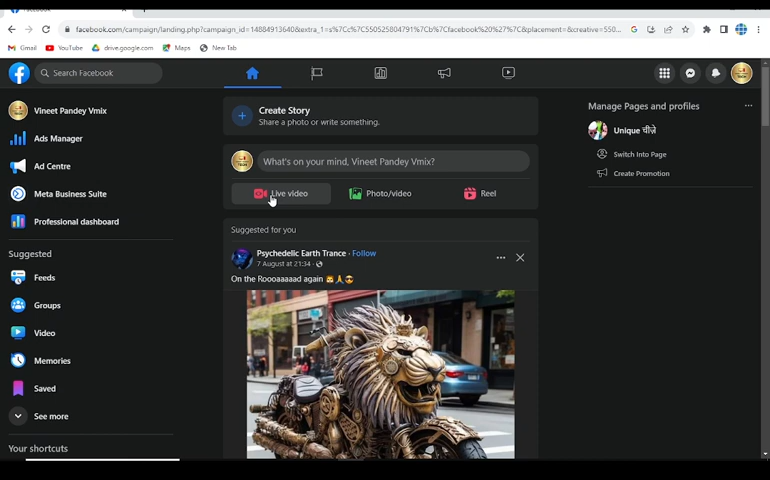 Facebook
facebook.com/campaign/landing.php?campaign_id=14884913640&extra_1=s%7Cc%7C550525804791%7Cb%7Cfacebook%20%27%7C&placement=&creative=550...
Gmail YouTube drive.google.com Maps New Tab
Search Facebook
Vineet Pandey Vmix
Ads Manager
Ad Centre
Meta Business Suite
Professional dashboard
Suggested
Feeds
Groups
Video
Memories
Saved
See more
Your shortcuts
Create Story
Share a photo or write something.
What's on your mind, Vineet Pandey Vmix?
Live video Photo/video Reel
Suggested for you
Psychedelic Earth Trance · Follow
7 August at 21:34 ·
On the Roooaaaaad again 🦁🙏😎
Manage Pages and profiles
Unique चीज़े
Switch Into Page
Create Promotion